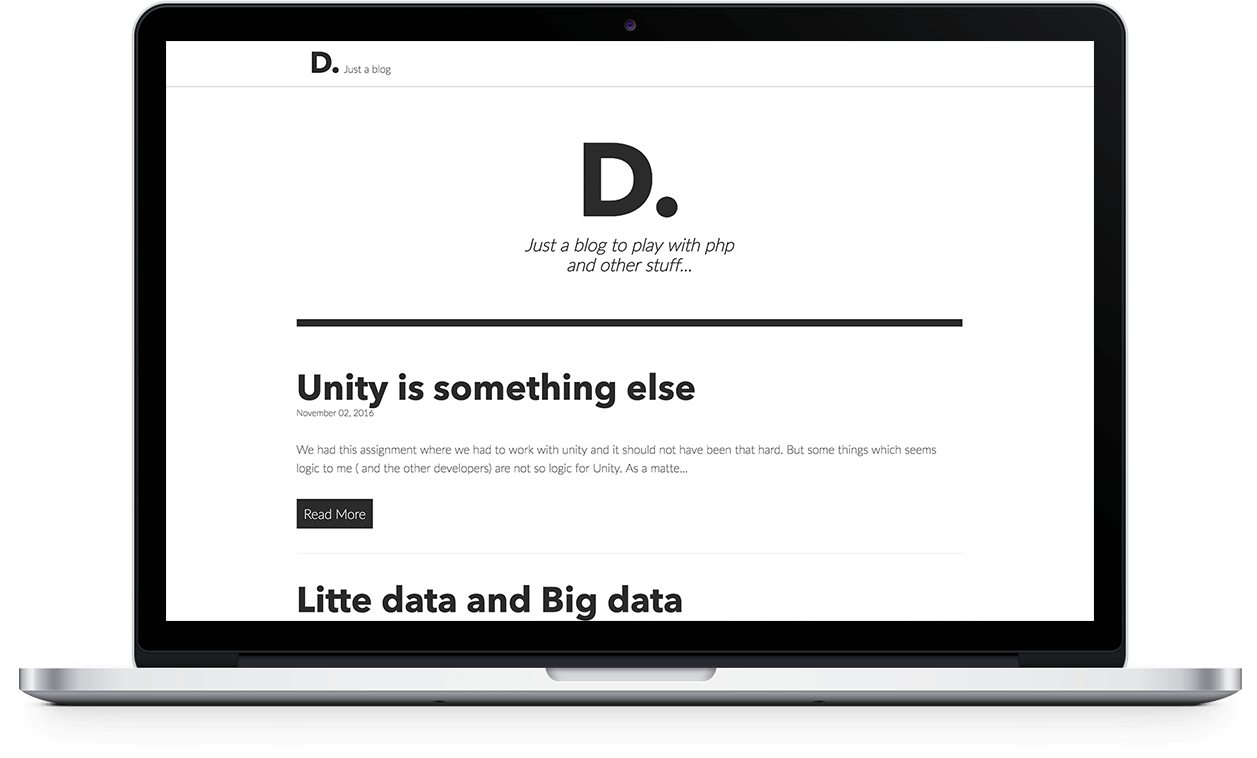 D. Just a blog
D.
Just a blog to play with php
and other stuff...
Unity is something else
November 02, 2016
We had this assignment where we had to work with unity and it should not have been that hard. But some things which seems
logic to me ( and the other developers) are not so logic for Unity. As a matte...
Read More
Litte data and Big data